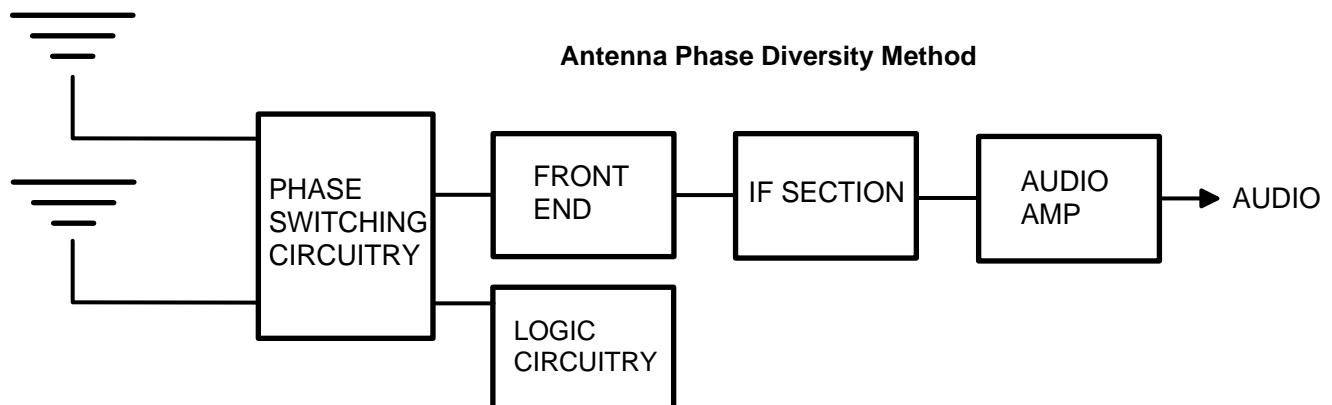 Antenna Phase Diversity Method
PHASE
SWITCHING
CIRCUITRY
FRONT
END
IF SECTION
AUDIO
AMP
AUDIO
LOGIC
CIRCUITRY